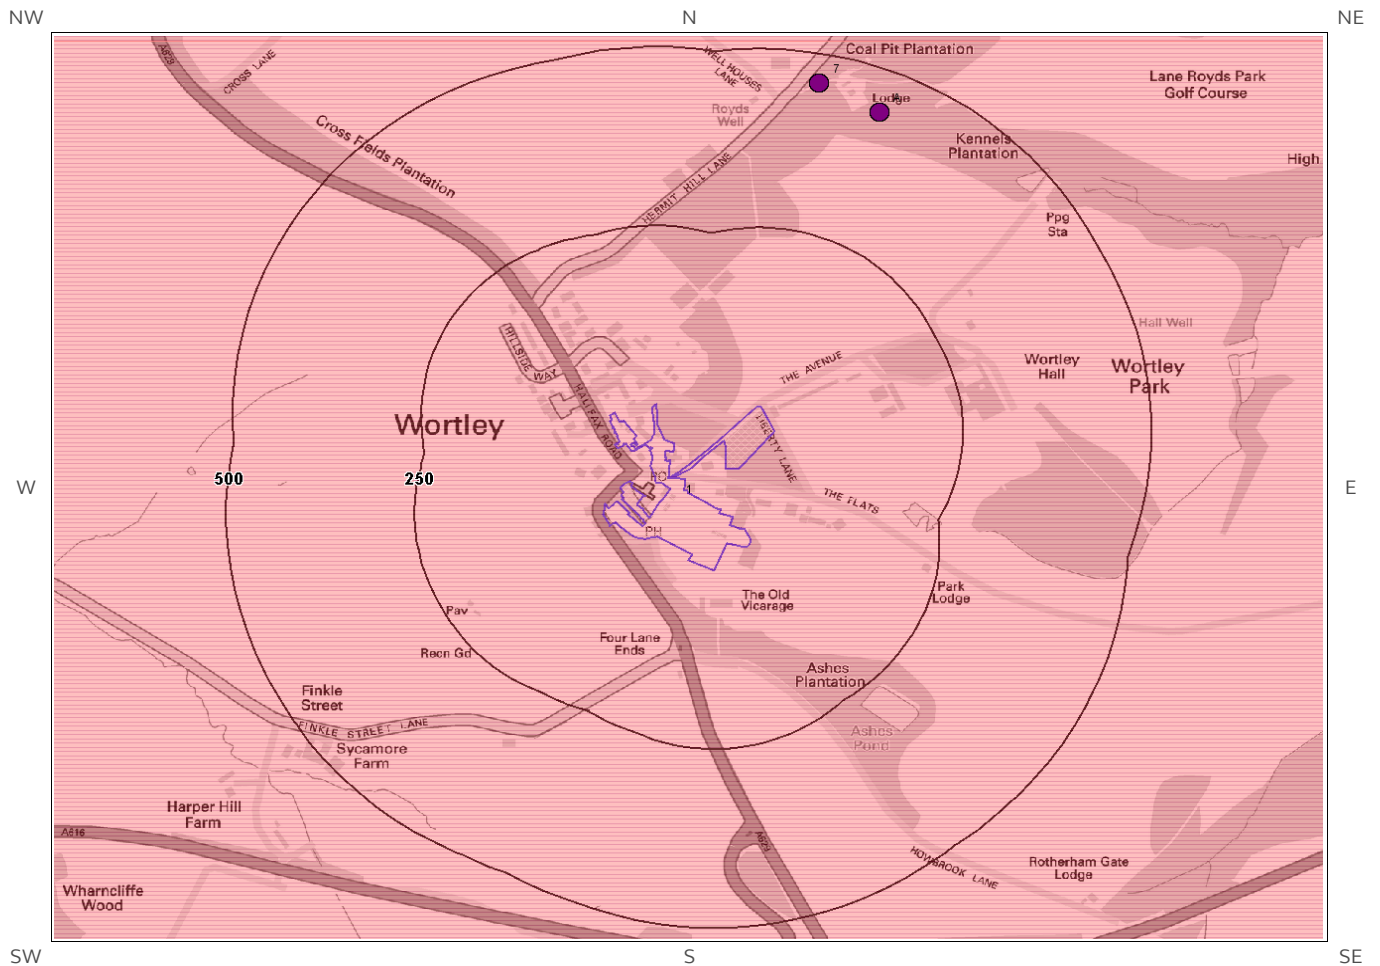 NW
N
NE
A629
CROSS LANE
WELL HOUSES
LANE
Coal Pit Plantation
7
Lodge
Lane Royds Park
Golf Course
Royds
Well
Cross Fields Plantation
Kennels
Plantation
High
HERMIT HILL LANE
Ppg
Sta
Hall Well
HILLSIDE WAY
THE AVENUE
Wortley
Hall
Wortley
Park
HALIFAX ROAD
Wortley
LIBERTY LANE
500
250
PO
1
W
E
THE FLATS
PH
Park
Lodge
The Old
Vicarage
Pav
Four Lane
Ends
Recn Gd
Ashes
Plantation
Finkle
Street
FINKLE STREET LANE
Ashes
Pond
Sycamore
Farm
Harper Hill
Farm
A616
A629
HOWBROOK LANE
Rotherham Gate
Lodge
Wharncliffe
Wood
SW
S
SE